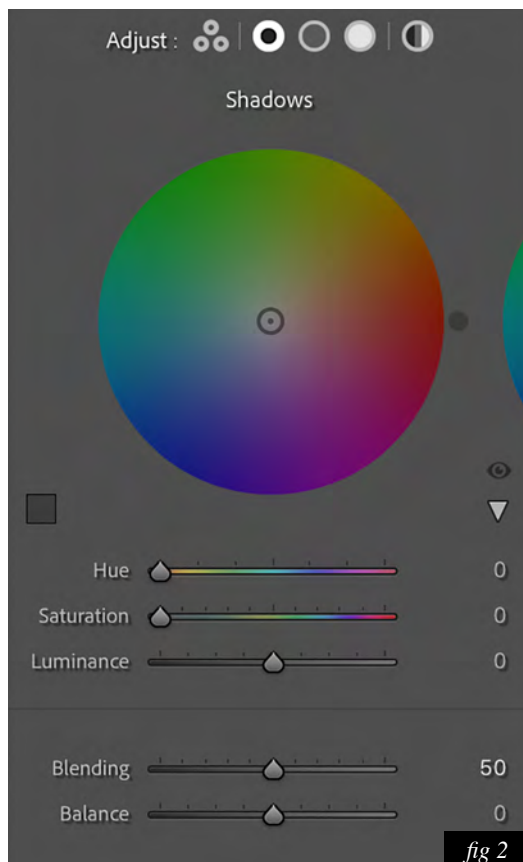 Adjust :
Shadows
Hue 0
Saturation 0
Luminance 0
Blending 50
Balance 0
fig 2